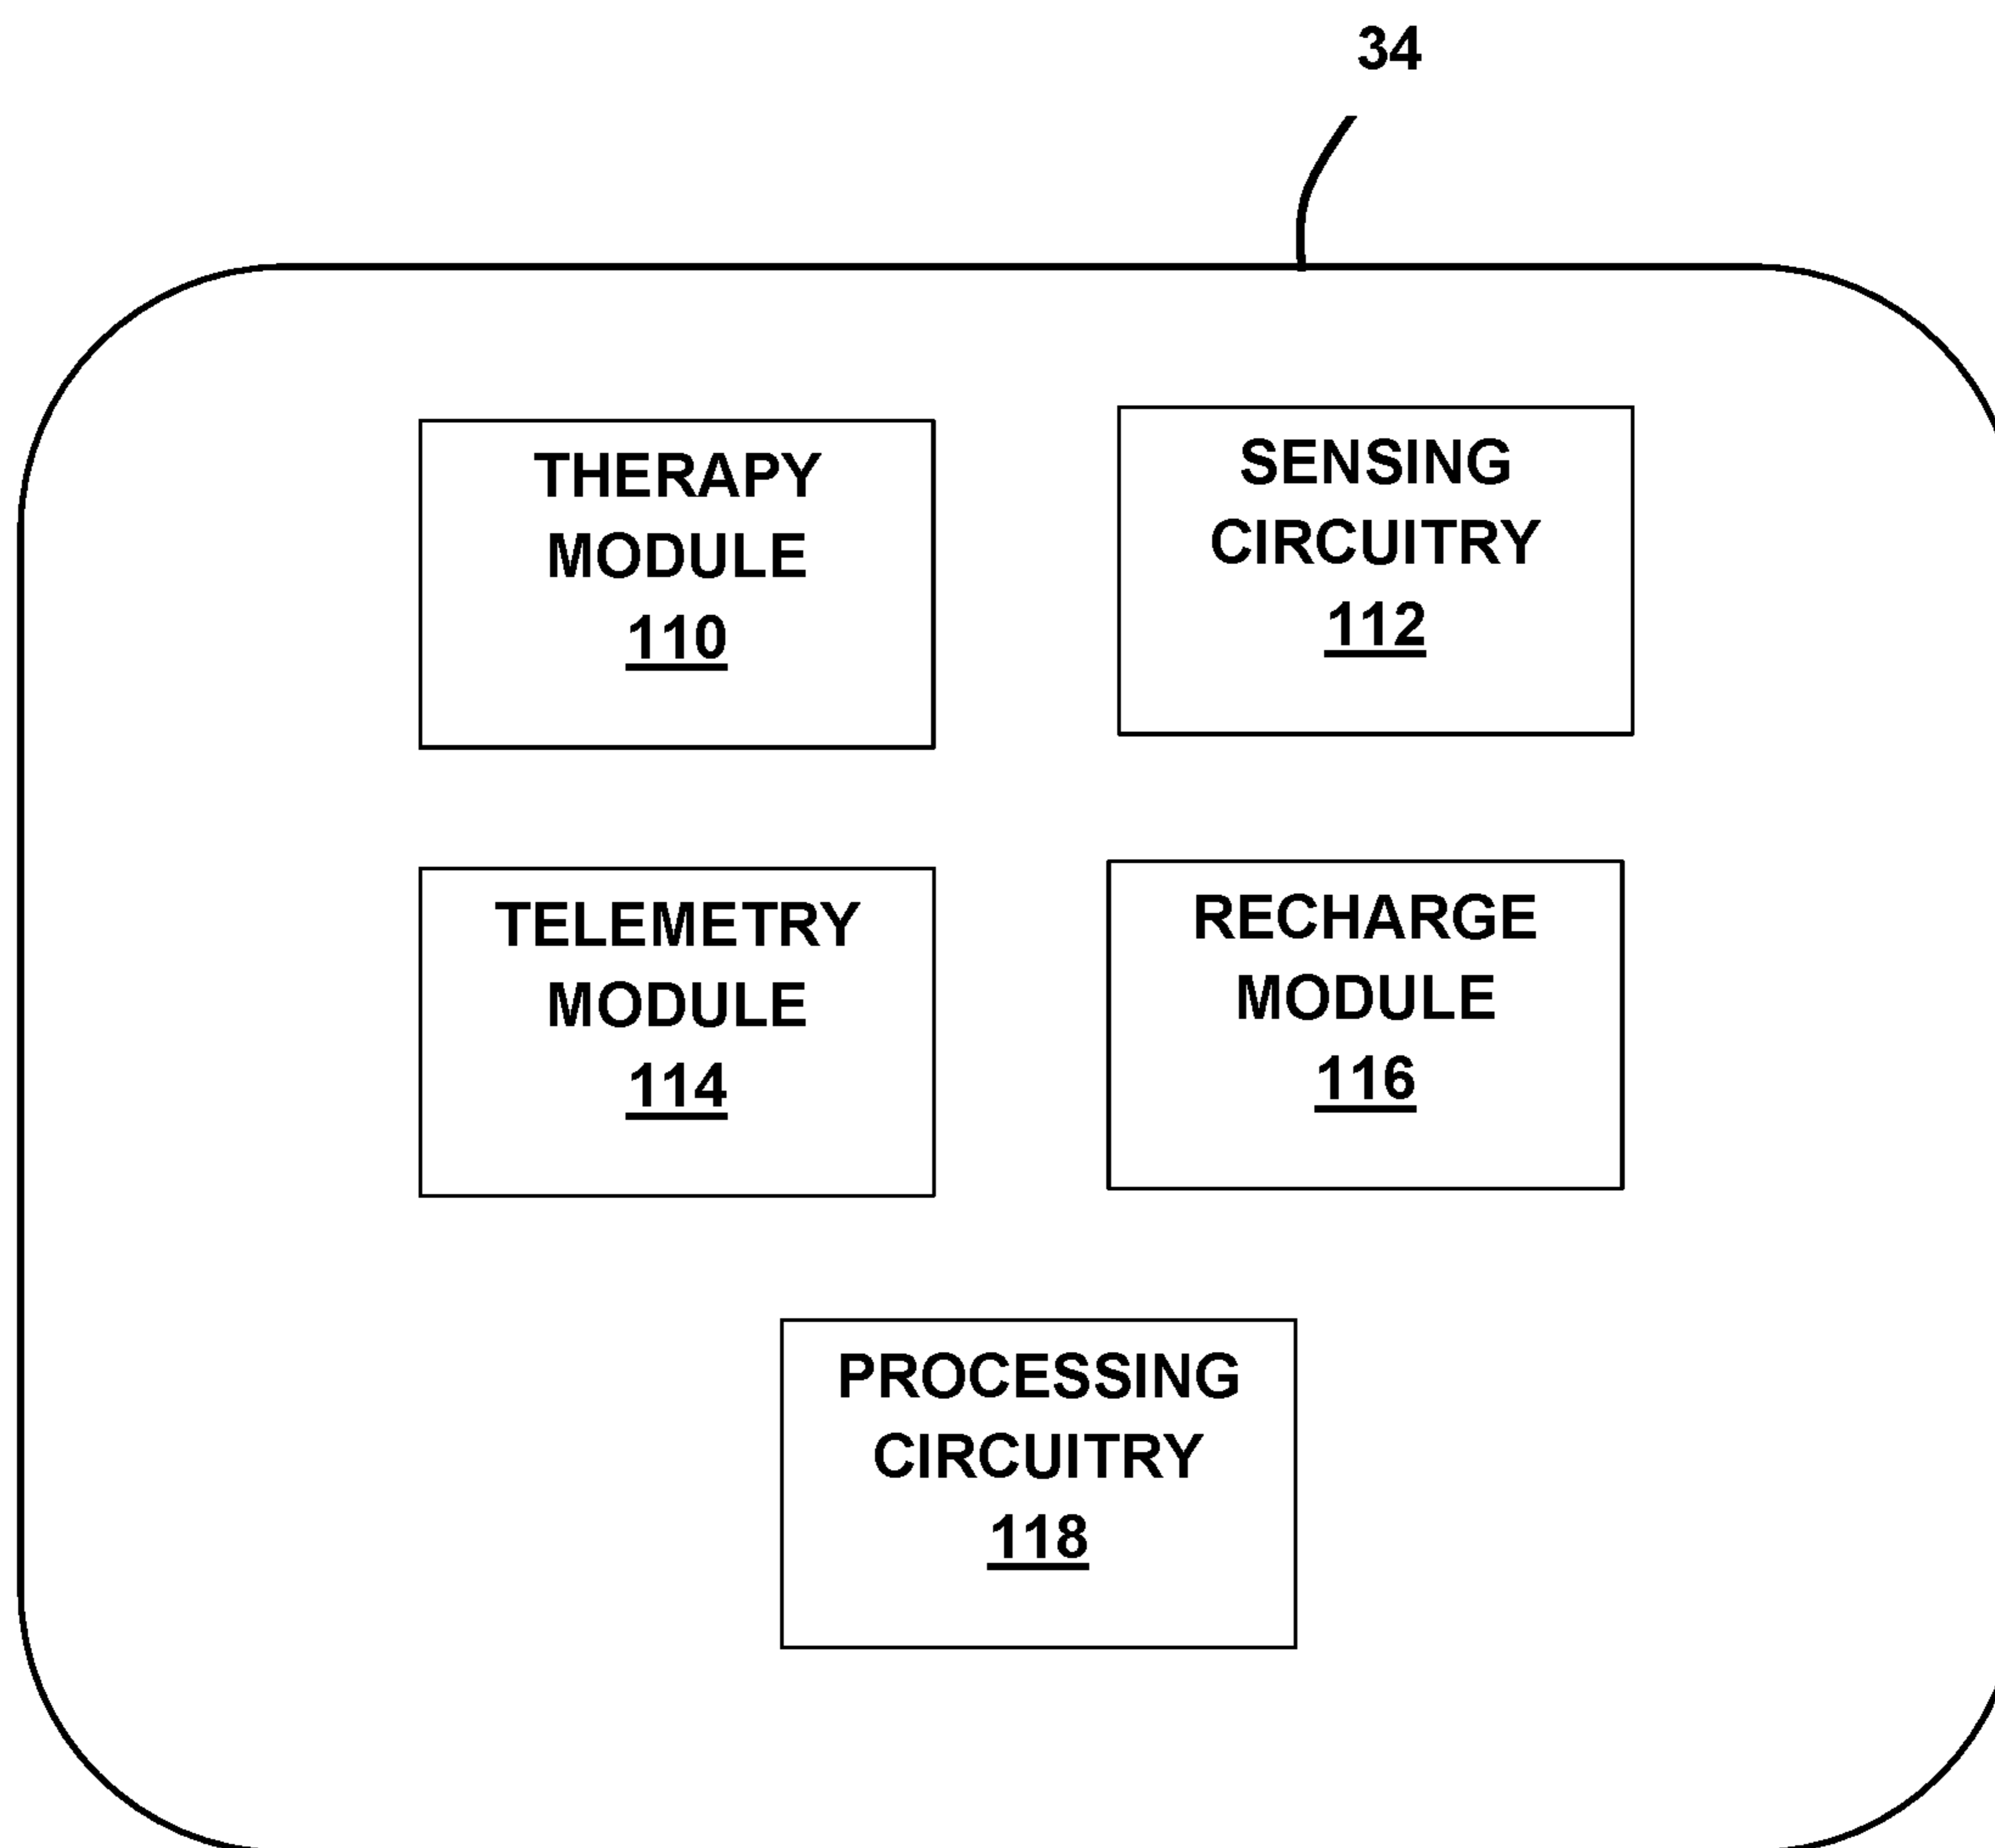 34
THERAPY
MODULE
110
SENSING
CIRCUITRY
112
TELEMETRY
MODULE
114
RECHARGE
MODULE
116
PROCESSING
CIRCUITRY
118